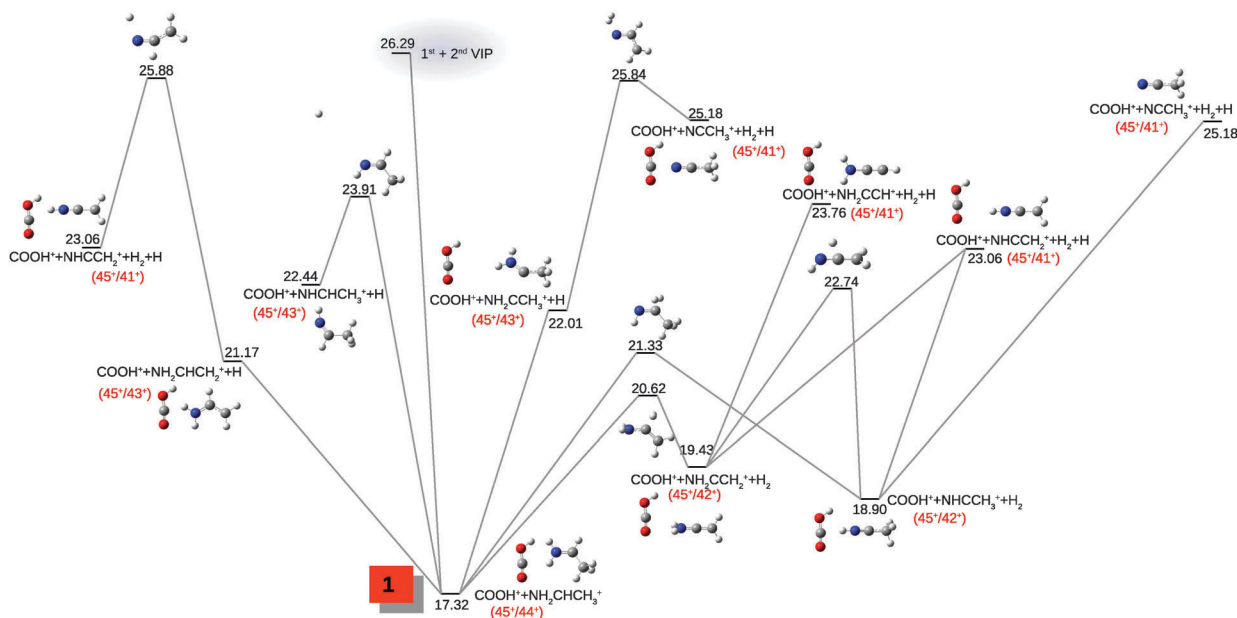 25.88
26.29
1st + 2nd VIP
25.84
25.18
COOH⁺+NCCH₃⁺+H₂+H
(45⁺/41⁺)
COOH⁺+NCCH₃⁺+H₂+H
(45⁺/41⁺)
25.18
23.91
COOH⁺+NH₂CCH⁺+H₂+H
23.76 (45⁺/41⁺)
23.06
COOH⁺+NHCCH₂⁺+H₂+H
(45⁺/41⁺)
COOH⁺+NHCCH₂⁺+H₂+H
23.06 (45⁺/41⁺)
22.44
COOH⁺+NHCHCH₃⁺+H
(45⁺/43⁺)
COOH⁺+NH₂CCH₃⁺+H
(45⁺/43⁺)
22.01
22.74
21.33
21.17
COOH⁺+NH₂CHCH₂⁺+H
(45⁺/43⁺)
20.62
19.43
COOH⁺+NH₂CCH₂⁺+H₂
(45⁺/42⁺)
18.90
COOH⁺+NHCCH₃⁺+H₂
(45⁺/42⁺)
1
17.32
COOH⁺+NH₂CHCH₃⁺
(45⁺/44⁺)